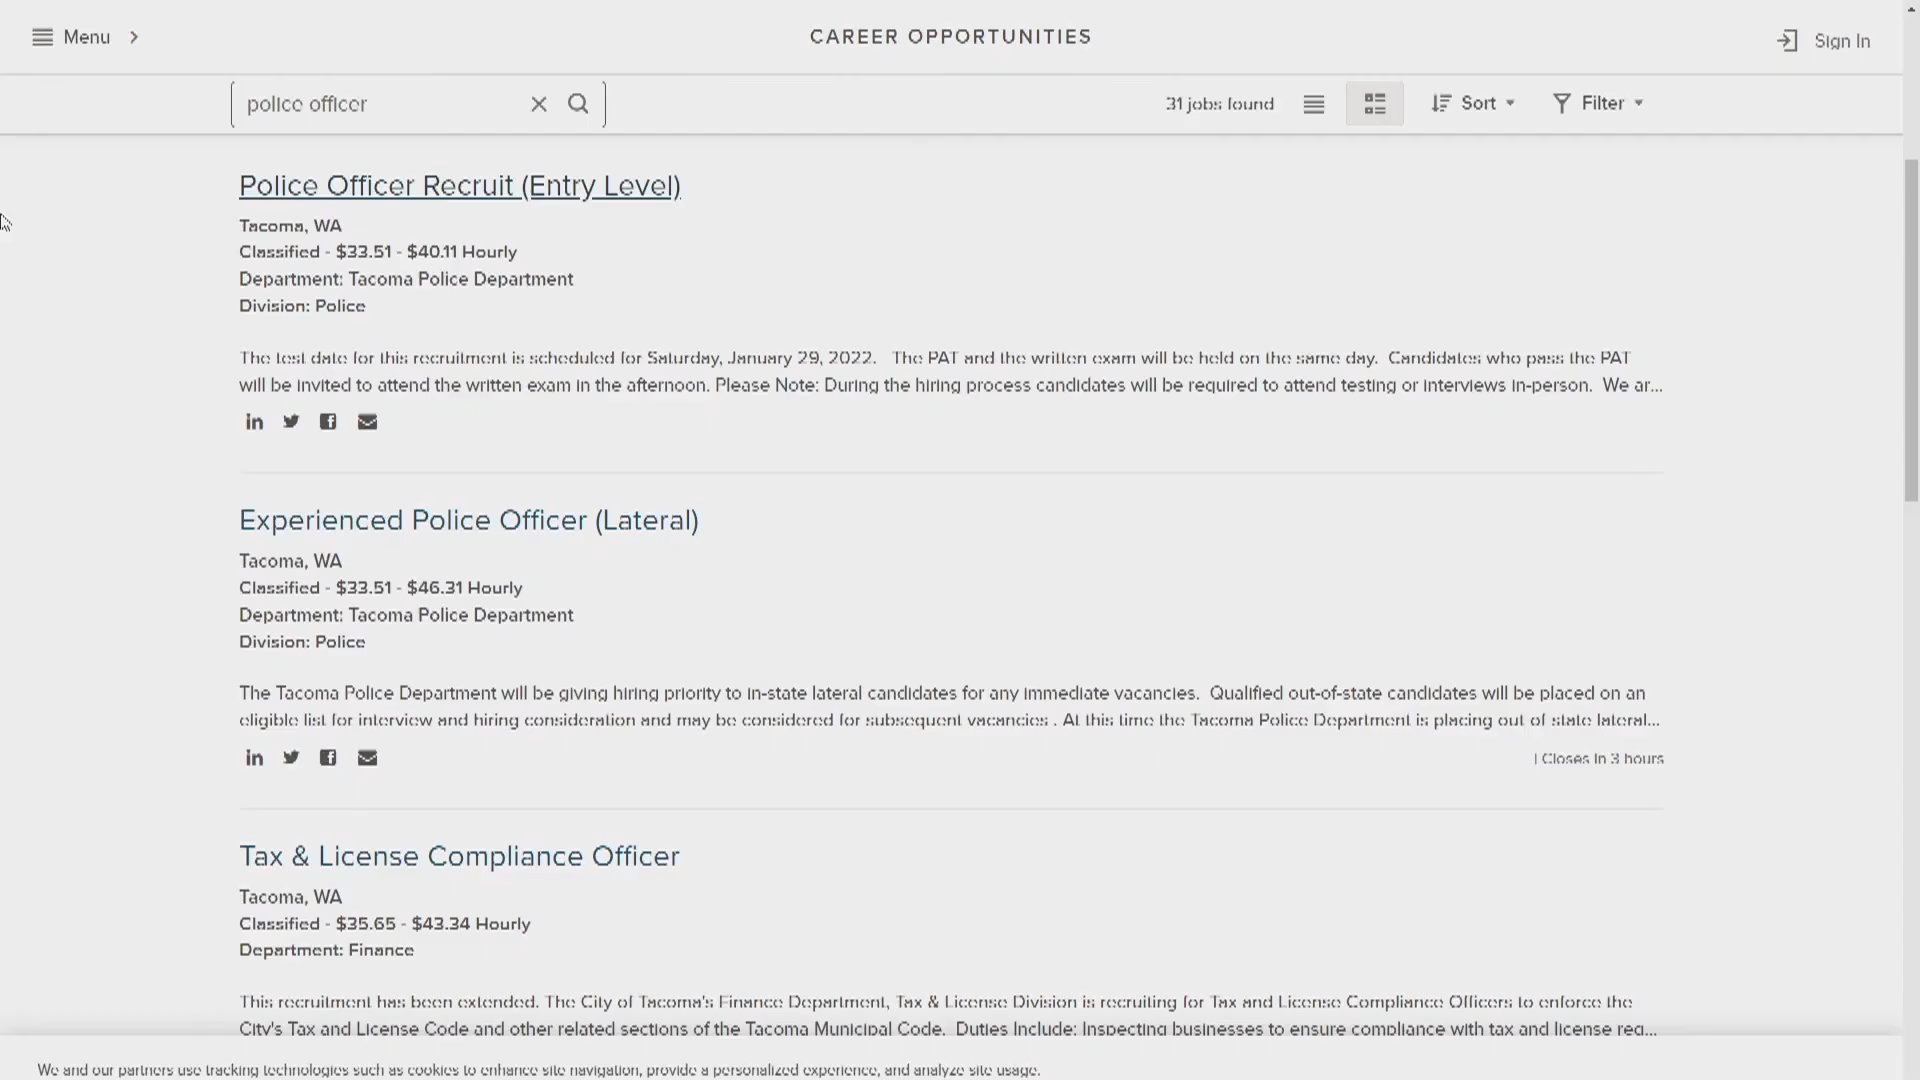 Menu
CAREER OPPORTUNITIES
Sign In
police officer
31 jobs found
Sort
Filter
Police Officer Recruit (Entry Level)
Tacoma, WA
Classified - $33.51 - $40.11 Hourly
Department: Tacoma Police Department
Division: Police
The test date for this recruitment is scheduled for Saturday, January 29, 2022. The PAT and the written exam will be held on the same day. Candidates who pass the PAT
will be invited to attend the written exam in the afternoon. Please Note: During the hiring process candidates will be required to attend testing or interviews in-person. We ar...
Experienced Police Officer (Lateral)
Tacoma, WA
Classified - $33.51 - $46.31 Hourly
Department: Tacoma Police Department
Division: Police
The Tacoma Police Department will be giving hiring priority to in-state lateral candidates for any immediate vacancies. Qualified out-of-state candidates will be placed on an
eligible list for interview and hiring consideration and may be considered for subsequent vacancies . At this time the Tacoma Police Department is placing out of state lateral...
| Closes in 3 hours
Tax & License Compliance Officer
Tacoma, WA
Classified - $35.65 - $43.34 Hourly
Department: Finance
This recruitment has been extended. The City of Tacoma's Finance Department, Tax & License Division is recruiting for Tax and License Compliance Officers to enforce the
City's Tax and License Code and other related sections of the Tacoma Municipal Code. Duties Include: Inspecting businesses to ensure compliance with tax and license req...
We and our partners use tracking technologies such as cookies to enhance site navigation, provide a personalized experience, and analyze site usage.